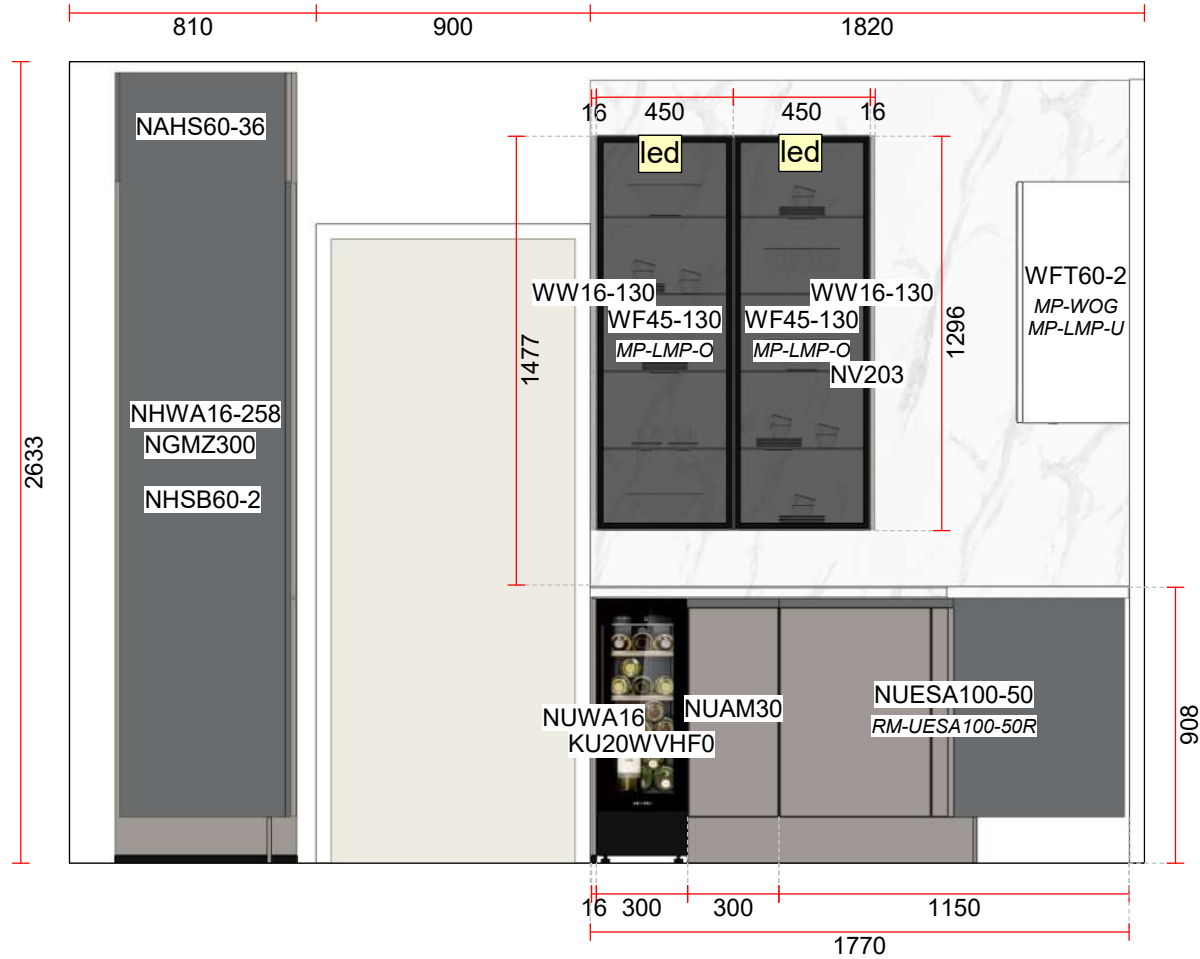 810 900 1820
16 450 450 16
NAHS60-36
led led
WFT60-2
MP-WOG
MP-LMP-U
WW16-130 WW16-130
WF45-130 WF45-130
MP-LMP-O MP-LMP-O
NV203
1477
1296
NHWA16-258
NGMZ300
NHSB60-2
2633
NUESA100-50
RM-UESA100-50R
NUAM30
NUWA16
KU20WVHF0
908
16 300 300 1150
1770